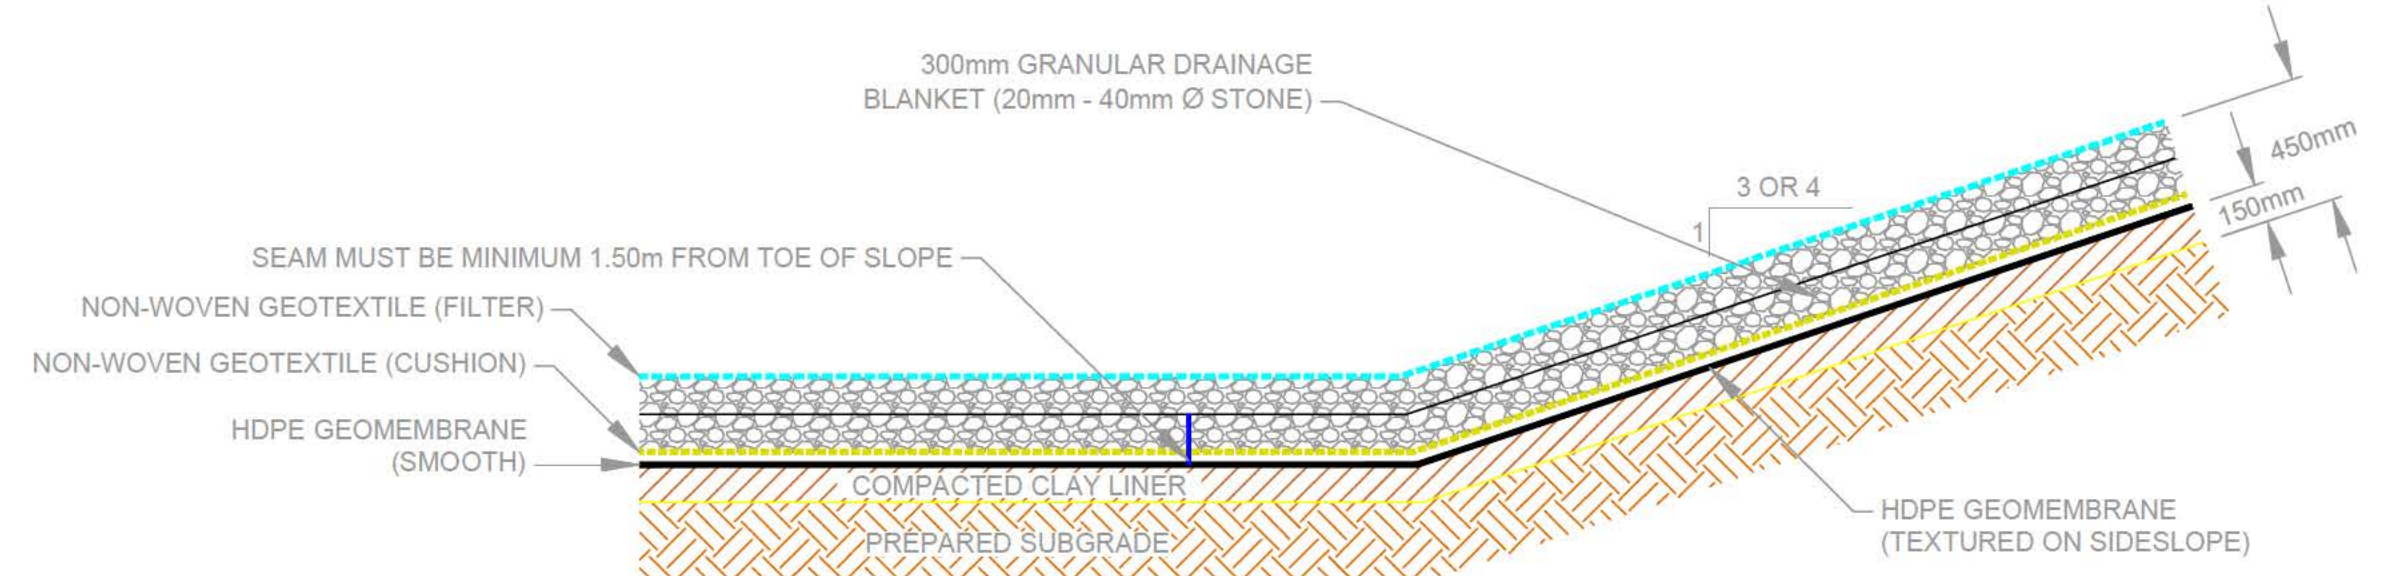 300mm GRANULAR DRAINAGE
BLANKET (20mm - 40mm Ø STONE)
450mm
150mm
3 OR 4
1
SEAM MUST BE MINIMUM 1.50m FROM TOE OF SLOPE
NON-WOVEN GEOTEXTILE (FILTER)
NON-WOVEN GEOTEXTILE (CUSHION)
HDPE GEOMEMBRANE
(SMOOTH)
COMPACTED CLAY LINER
PREPARED SUBGRADE
HDPE GEOMEMBRANE
(TEXTURED ON SIDESLOPE)